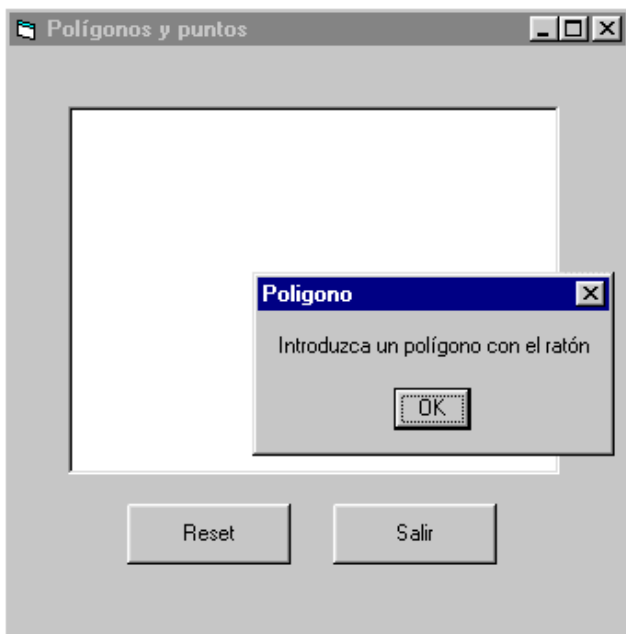 Polígonos y puntos
Poligono
Introduzca un polígono con el ratón
OK
Reset
Salir